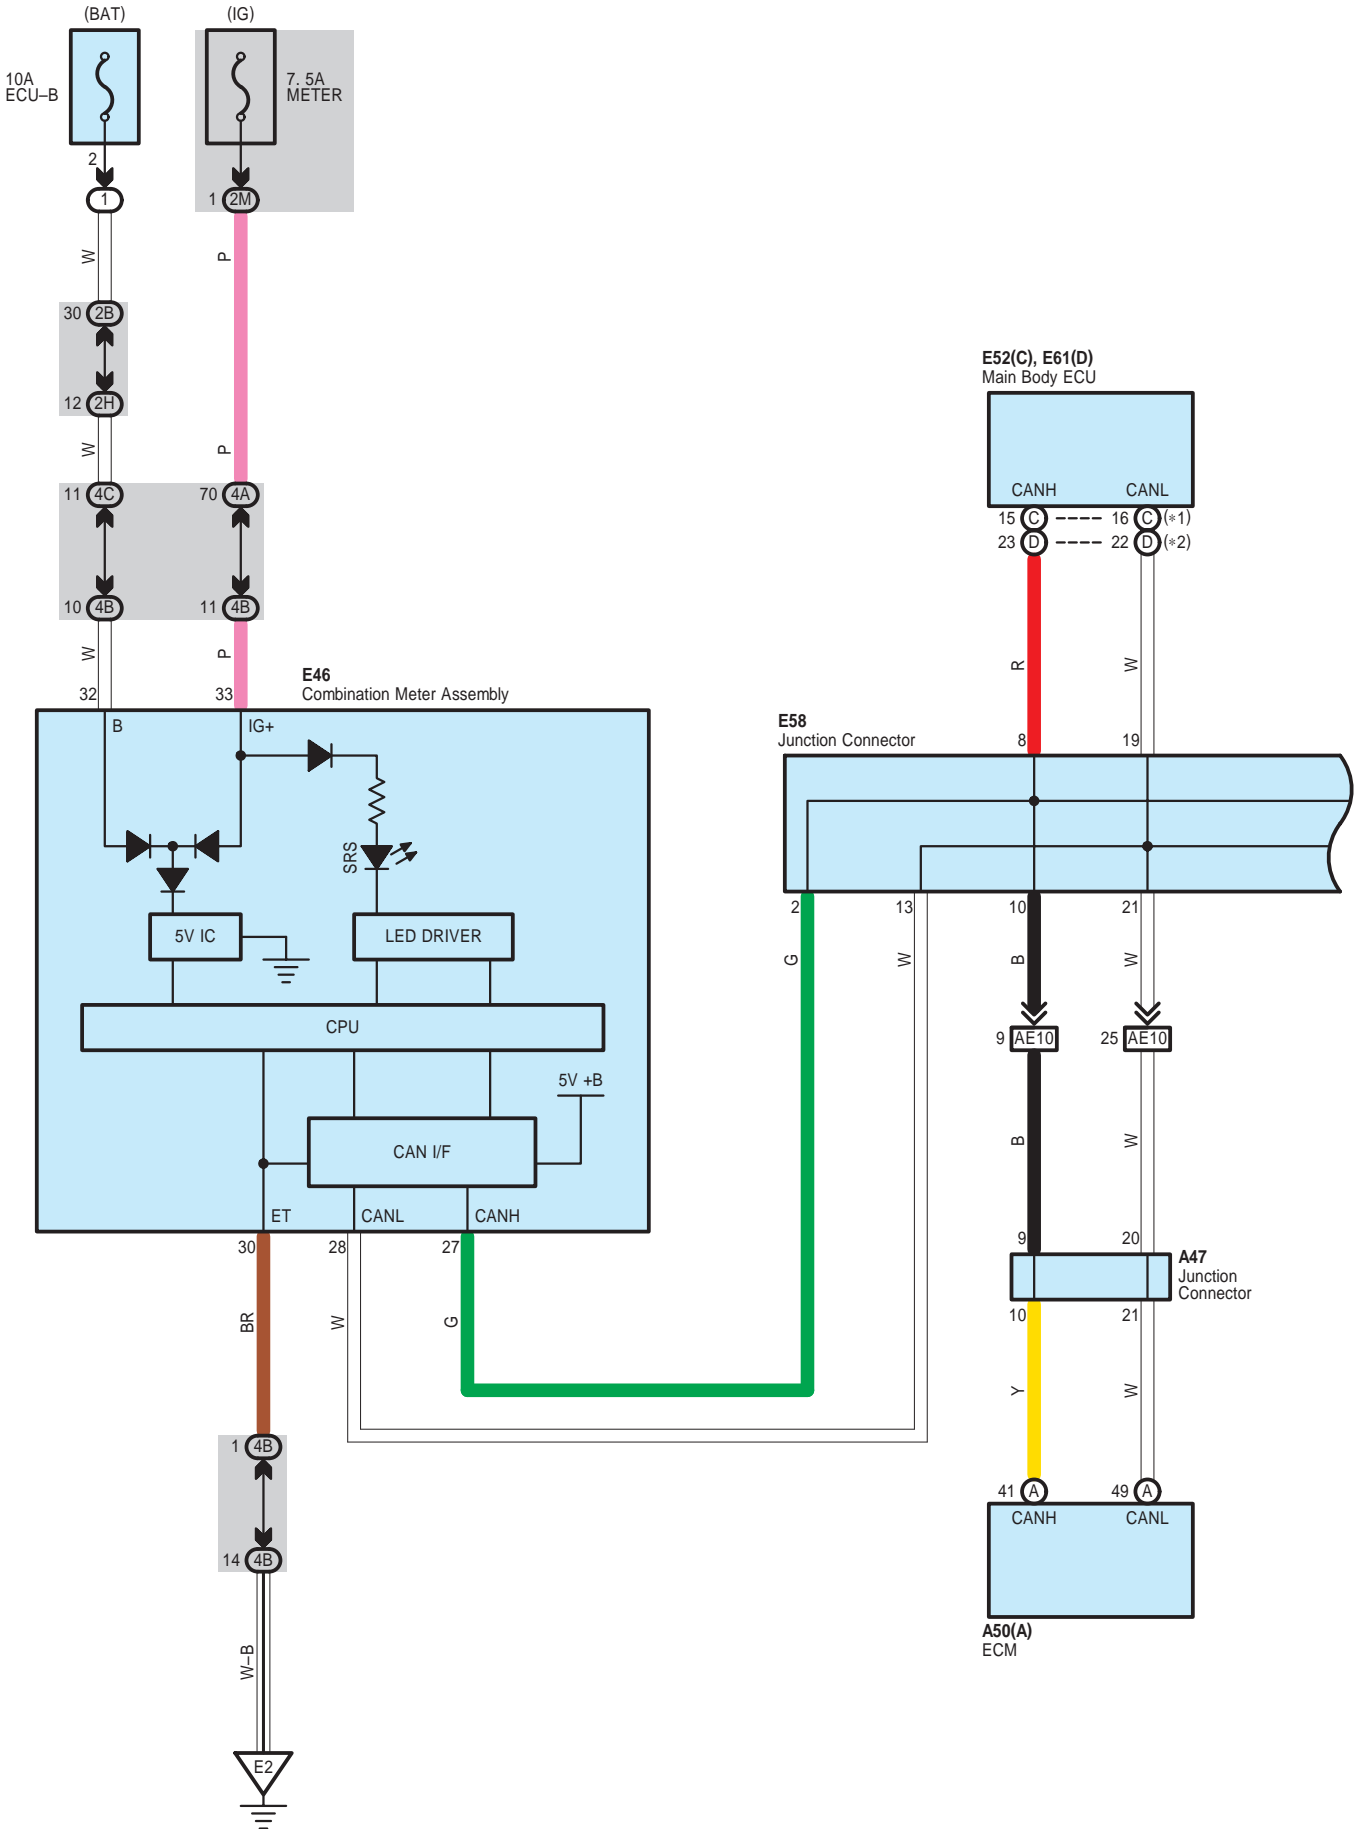 (BAT)
(IG)
10A
ECU–B
7. 5A
METER
2
1
1 2M
W
P
30 2B
12 2H
W
P
11 4C
70 4A
10 4B
11 4B
W
P
32
33
E46
Combination Meter Assembly
B
IG+
SRS
5V IC
LED DRIVER
CPU
5V +B
CAN I/F
ET
CANL
CANH
30
28
27
BR
W
G
1 4B
14 4B
W–B
E2
E52(C), E61(D)
Main Body ECU
CANH
CANL
15 C
16 C (*1)
23 D
22 D (*2)
R
W
E58
Junction Connector
8
19
2
13
10
21
G
W
B
W
9 AE10
25 AE10
B
W
9
20
A47
Junction
Connector
10
21
Y
W
41 A
49 A
CANH
CANL
A50(A)
ECM